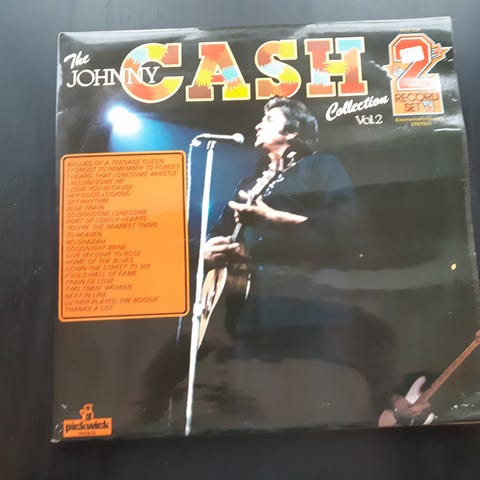 The
JOHNNY
CASH
Collection
Vol.2
2
RECORD
SET
STEREO
BALLAD OF A TEENAGE QUEEN
I FORGOT TO REMEMBER TO FORGET
I HEARD THAT LONESOME WHISTLE
I'M LONESOME ME
I LOVE YOU BECAUSE
HEY GOOD LOOKING
GET RHYTHM
BLUE TRAIN
SO DOGGONE LONESOME
PORT OF LONELY HEARTS
YOU'RE THE NEAREST THING
TO HEAVEN
BELSHAZAH
GOODNIGHT IRENE
GIVE MY LOVE TO ROSE
HOME OF THE BLUES
DOWN THE STREET TO 301
FOOLS HALL OF FAME
TRAIN OF LOVE
TWO TIMIN' WOMAN
NEXT IN LINE
LUTHER PLAYED THE BOOGIE
THANKS A LOT
pickwick